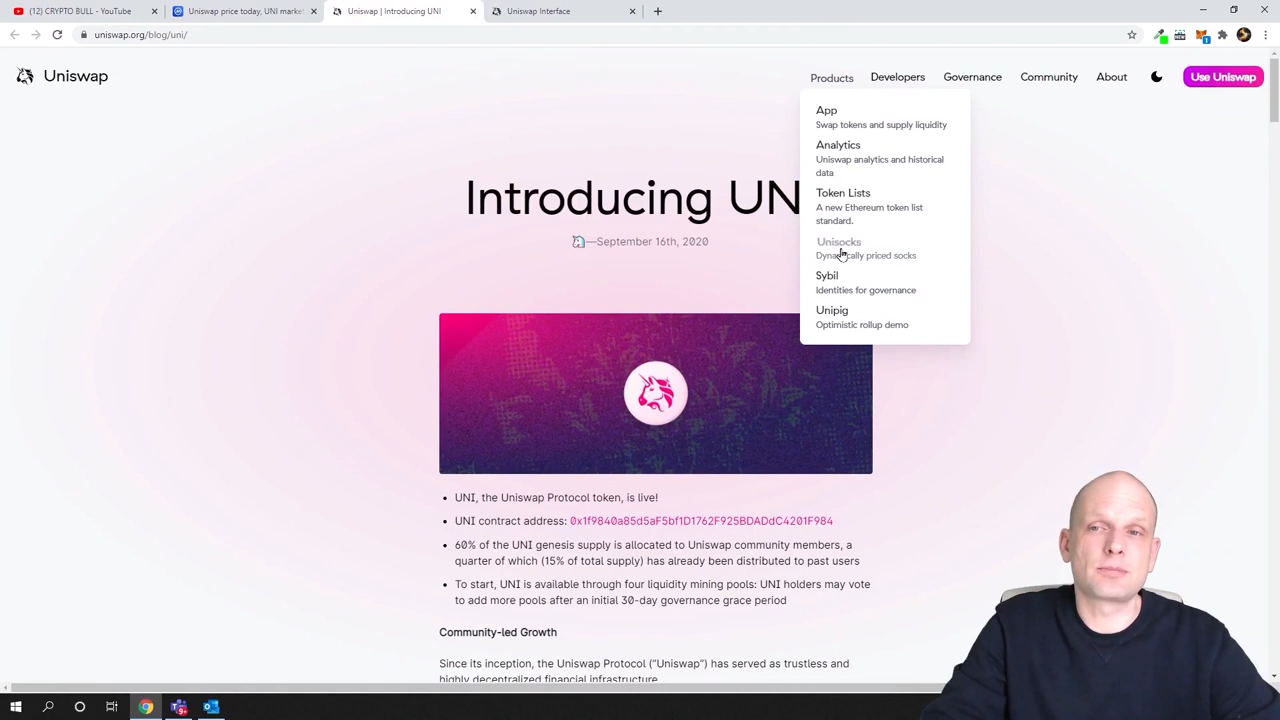 (12) CRYPTO BULL - YouTube
Uniswap price today, UNI market
Uniswap | Introducing UNI
Uniswap Interface
uniswap.org/blog/uni/
Uniswap
Products
Developers
Governance
Community
About
Use Uniswap
App
Swap tokens and supply liquidity
Analytics
Uniswap analytics and historical
data
Token Lists
A new Ethereum token list
standard.
Unisocks
Dynamically priced socks
Sybil
Identities for governance
Unipig
Optimistic rollup demo
Introducing UN
—September 16th, 2020
UNI, the Uniswap Protocol token, is live!
UNI contract address: 0x1f9840a85d5aF5bf1D1762F925BDADdC4201F984
60% of the UNI genesis supply is allocated to Uniswap community members, a
quarter of which (15% of total supply) has already been distributed to past users
To start, UNI is available through four liquidity mining pools: UNI holders may vote
to add more pools after an initial 30-day governance grace period
Community-led Growth
Since its inception, the Uniswap Protocol ("Uniswap") has served as trustless and
highly decentralized financial infrastructure.